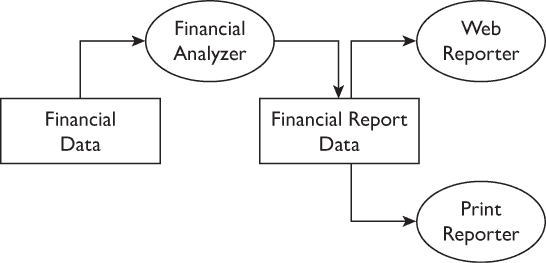 Financial
Analyzer
Web
Reporter
Financial
Data
Financial Report
Data
Print
Reporter